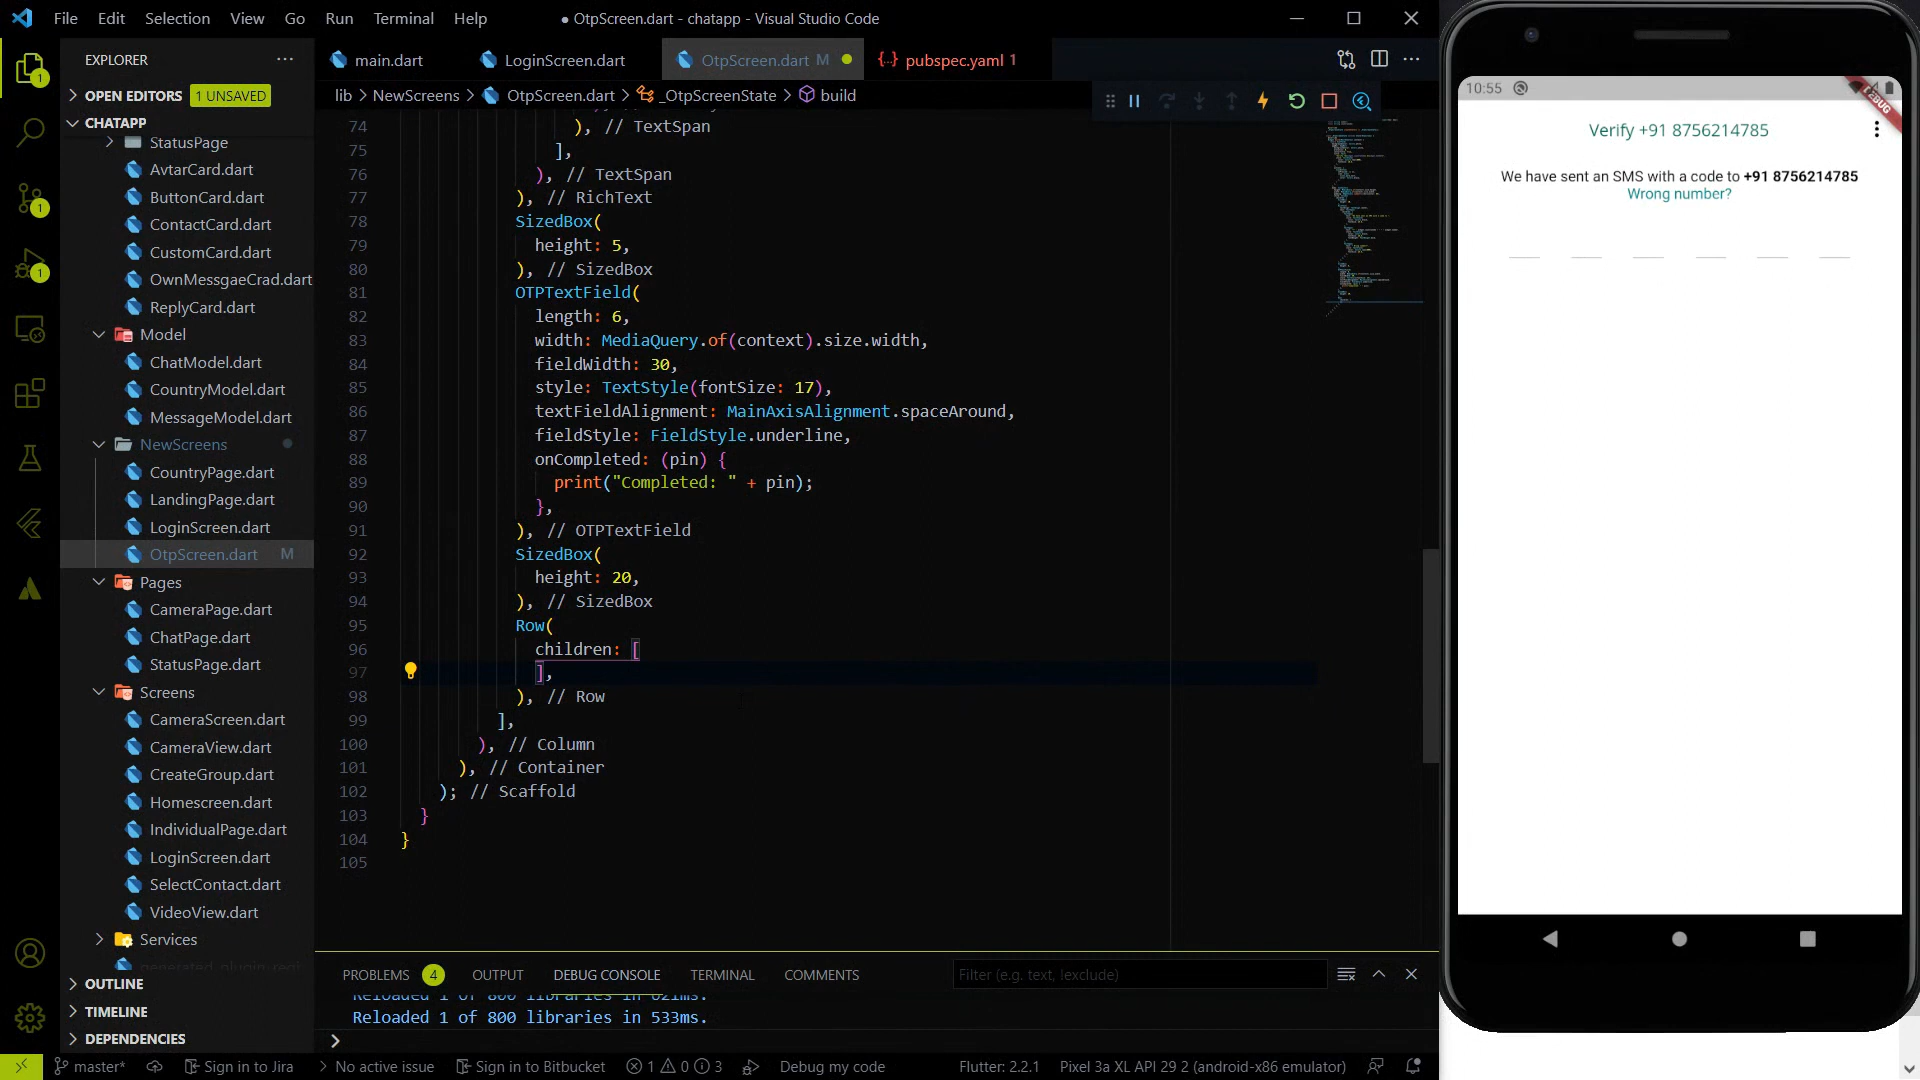 File Edit Selection View Go Run Terminal Help
● OtpScreen.dart - chatapp - Visual Studio Code
EXPLORER
OPEN EDITORS 1 UNSAVED
CHATAPP
StatusPage
AvtarCard.dart
ButtonCard.dart
ContactCard.dart
CustomCard.dart
OwnMessgaeCrad.dart
ReplyCard.dart
Model
ChatModel.dart
CountryModel.dart
MessageModel.dart
NewScreens
CountryPage.dart
LandingPage.dart
LoginScreen.dart
OtpScreen.dart M
Pages
CameraPage.dart
ChatPage.dart
StatusPage.dart
Screens
CameraScreen.dart
CameraView.dart
CreateGroup.dart
Homescreen.dart
IndividualPage.dart
LoginScreen.dart
SelectContact.dart
VideoView.dart
Services
OUTLINE
TIMELINE
DEPENDENCIES
main.dart LoginScreen.dart OtpScreen.dart M pubspec.yaml 1
lib > NewScreens > OtpScreen.dart > _OtpScreenState > build
74 ), // TextSpan
75 ],
76 ), // TextSpan
77 ), // RichText
78 SizedBox(
79 height: 5,
80 ), // SizedBox
81 OTPTextField(
82 length: 6,
83 width: MediaQuery.of(context).size.width,
84 fieldWidth: 30,
85 style: TextStyle(fontSize: 17),
86 textFieldAlignment: MainAxisAlignment.spaceAround,
87 fieldStyle: FieldStyle.underline,
88 onCompleted: (pin) {
89 print("Completed: " + pin);
90 },
91 ), // OTPTextField
92 SizedBox(
93 height: 20,
94 ), // SizedBox
95 Row(
96 children: [
97 ],
98 ), // Row
99 ],
100 ), // Column
101 ), // Container
102 ); // Scaffold
103 }
104 }
105
PROBLEMS 4 OUTPUT DEBUG CONSOLE TERMINAL COMMENTS Filter (e.g. text, !exclude)
Reloaded 1 of 800 libraries in 621ms.
Reloaded 1 of 800 libraries in 533ms.
master* Sign in to Jira No active issue Sign in to Bitbucket 1 0 3 Debug my code Flutter: 2.2.1 Pixel 3a XL API 29 2 (android-x86 emulator)
10:55
DEBUG
Verify +91 8756214785
We have sent an SMS with a code to +91 8756214785
Wrong number?